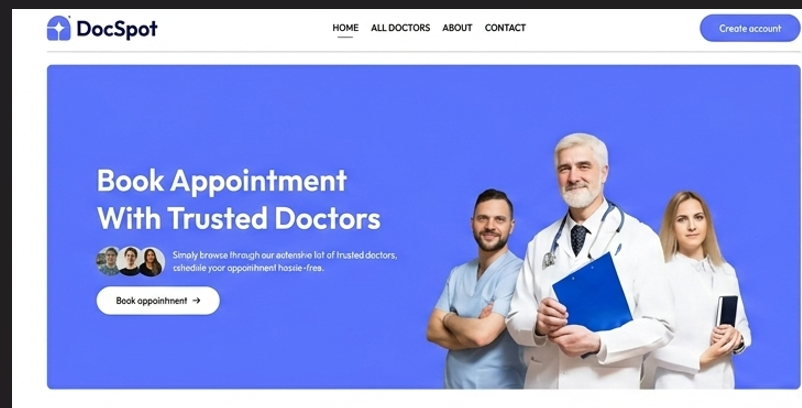 DocSpot
HOME ALL DOCTORS ABOUT CONTACT
Create account
Book Appointment
With Trusted Doctors
Simply browse through our extensive list of trusted doctors,
schedule your appointment hassle-free.
Book appointment →